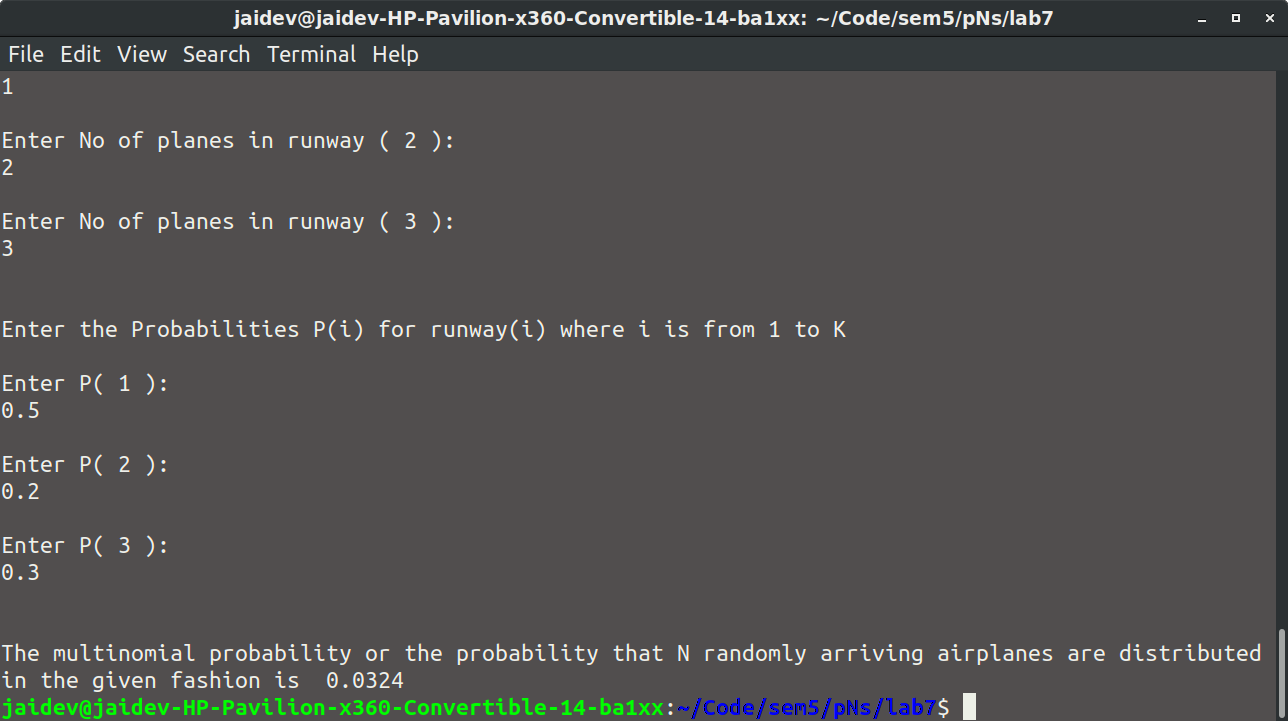 jaidev@jaidev-HP-Pavilion-x360-Convertible-14-ba1xx: ~/Code/sem5/pNs/lab7
File Edit View Search Terminal Help
1
Enter No of planes in runway ( 2 ):
2
Enter No of planes in runway ( 3 ):
3
Enter the Probabilities P(i) for runway(i) where i is from 1 to K
Enter P( 1 ):
0.5
Enter P( 2 ):
0.2
Enter P( 3 ):
0.3
The multinomial probability or the probability that N randomly arriving airplanes are distributed
in the given fashion is  0.0324
jaidev@jaidev-HP-Pavilion-x360-Convertible-14-ba1xx:~/Code/sem5/pNs/lab7$